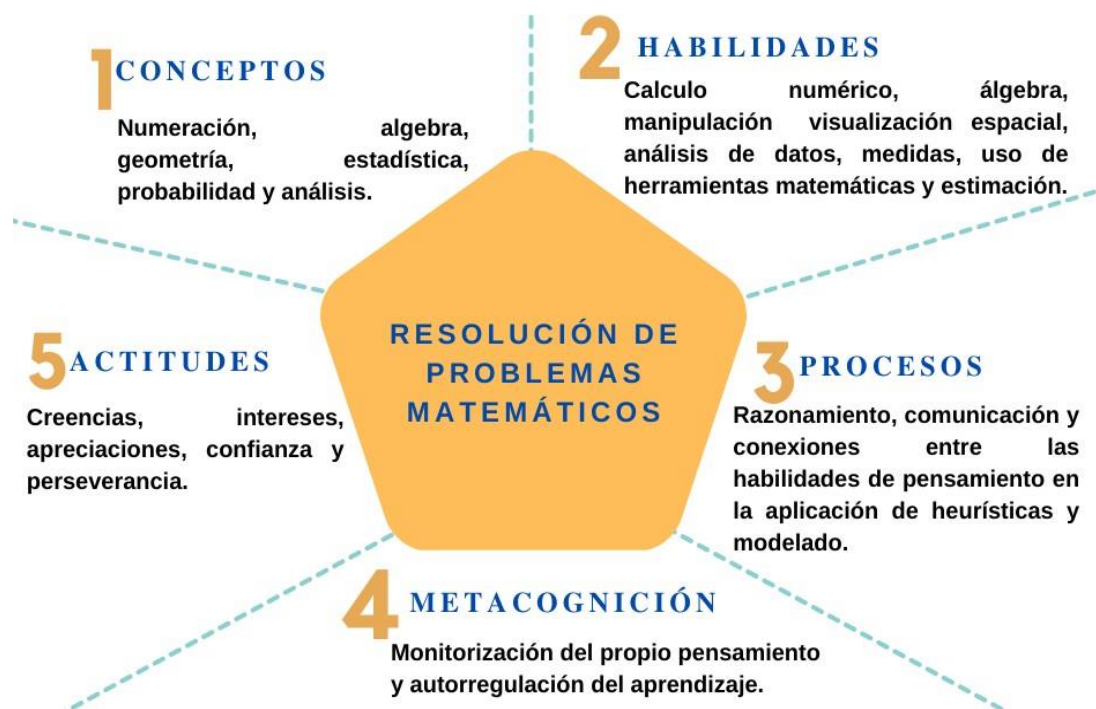 1 CONCEPTOS
Numeración, algebra,
geometría, estadística,
probabilidad y análisis.
2 HABILIDADES
Calculo numérico, álgebra,
manipulación visualización espacial,
análisis de datos, medidas, uso de
herramientas matemáticas y estimación.
RESOLUCIÓN DE
PROBLEMAS
MATEMÁTICOS
3 PROCESOS
Razonamiento, comunicación y
conexiones entre las
habilidades de pensamiento en
la aplicación de heurísticas y
modelado.
4 METACOGNICIÓN
Monitorización del propio pensamiento
y autorregulación del aprendizaje.
5 ACTITUDES
Creencias, intereses,
apreciaciones, confianza y
perseverancia.